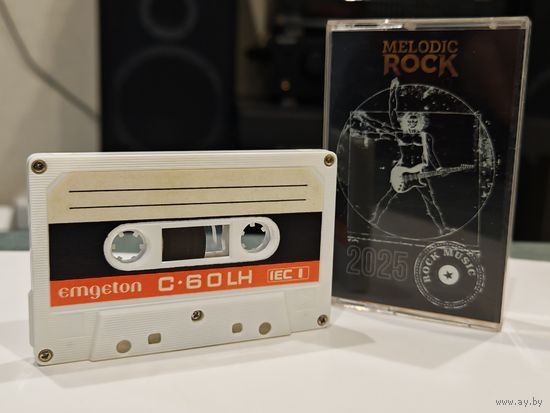 MELODIC
ROCK
2025
ROCK MUSIC
emgeton C·60LH IEC I
www.ay.by